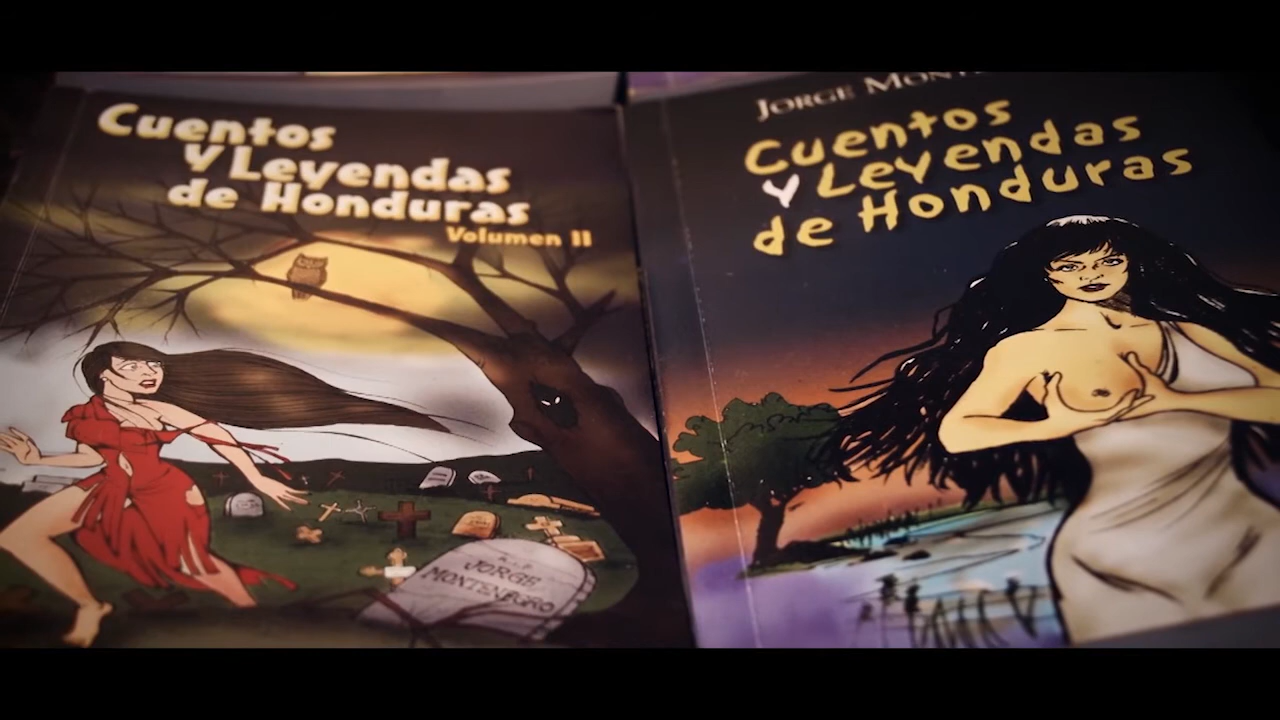 Cuentos
Y Leyendas
de Honduras
Volumen II
R.I.P.
JORGE
MONTENEGRO
JORGE
Cuentos
Y Leyendas
de Honduras